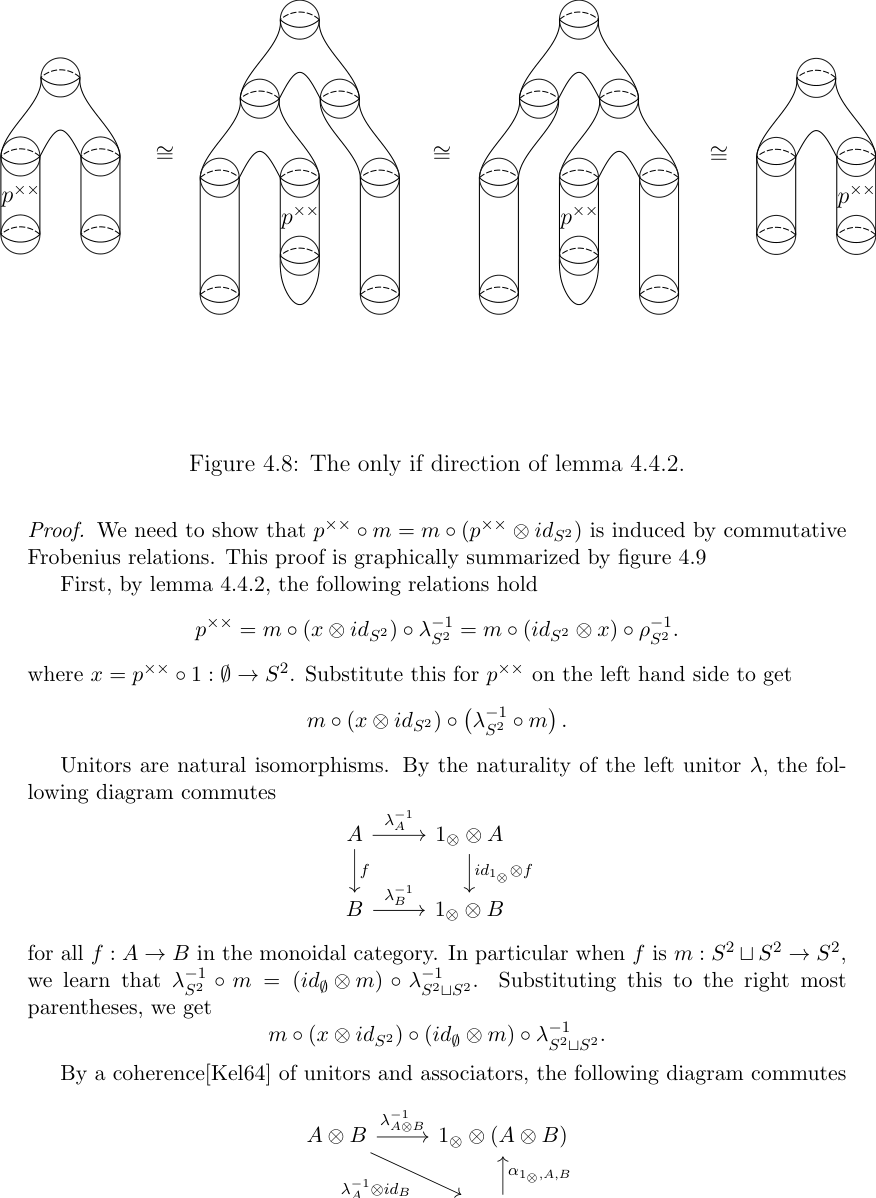 ≅ ≅ ≅
p^{××} p^{××}
p^{××} p^{××}
Figure 4.8: The only if direction of lemma 4.4.2.
Proof. We need to show that p^{××} ∘ m = m ∘ (p^{××} ⊗ id_{S^2}) is induced by commutative
Frobenius relations. This proof is graphically summarized by figure 4.9
First, by lemma 4.4.2, the following relations hold
p^{××} = m ∘ (x ⊗ id_{S^2}) ∘ λ^{-1}_{S^2} = m ∘ (id_{S^2} ⊗ x) ∘ ρ^{-1}_{S^2}.
where x = p^{××} ∘ 1 : ∅ → S^2. Substitute this for p^{××} on the left hand side to get
m ∘ (x ⊗ id_{S^2}) ∘ (λ^{-1}_{S^2} ∘ m).
Unitors are natural isomorphisms. By the naturality of the left unitor λ, the fol-
lowing diagram commutes
A \xrightarrow{λ^{-1}_A} 1_⊗ ⊗ A
f id_{1_⊗} ⊗ f
B \xrightarrow{λ^{-1}_B} 1_⊗ ⊗ B
for all f : A → B in the monoidal category. In particular when f is m : S^2 ⊔ S^2 → S^2,
we learn that λ^{-1}_{S^2} ∘ m = (id_∅ ⊗ m) ∘ λ^{-1}_{S^2⊔S^2}. Substituting this to the right most
parentheses, we get
m ∘ (x ⊗ id_{S^2}) ∘ (id_∅ ⊗ m) ∘ λ^{-1}_{S^2⊔S^2}.
By a coherence[Kel64] of unitors and associators, the following diagram commutes
A ⊗ B \xrightarrow{λ^{-1}_{A⊗B}} 1_⊗ ⊗ (A ⊗ B)
λ^{-1}_A ⊗ id_B α_{1_⊗,A,B}